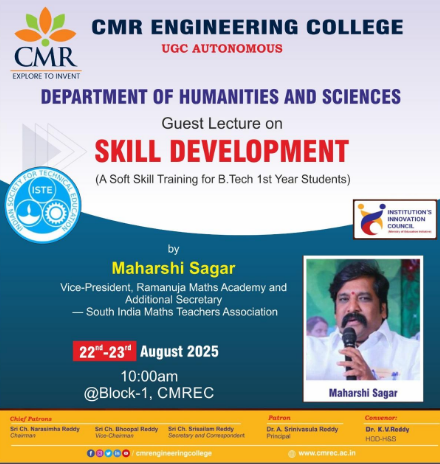 CMR ENGINEERING COLLEGE
UGC AUTONOMOUS
CMR
EXPLORE TO INVENT
DEPARTMENT OF HUMANITIES AND SCIENCES
Guest Lecture on
SKILL DEVELOPMENT
(A Soft Skill Training for B.Tech 1st Year Students)
INDIAN SOCIETY FOR TECHNICAL EDUCATION
ISTE
INSTITUTION'S
INNOVATION
COUNCIL
by
Maharshi Sagar
Vice-President, Ramanuja Maths Academy and
Additional Secretary
— South India Maths Teachers Association
22nd-23rd August 2025
10:00am
@Block-1, CMREC
Maharshi Sagar
Chief Patrons
Sri Ch. Narasimha Reddy
Chairman
Sri Ch. Bhoopal Reddy
Vice-Chairman
Sri Ch. Srisailam Reddy
Secretary and Correspondent
Patron
Dr. A. Srinivasula Reddy
Principal
Convenor:
Dr. K.V.Reddy
HOD-H&S
cmrengineeringcollege
www.cmrec.ac.in